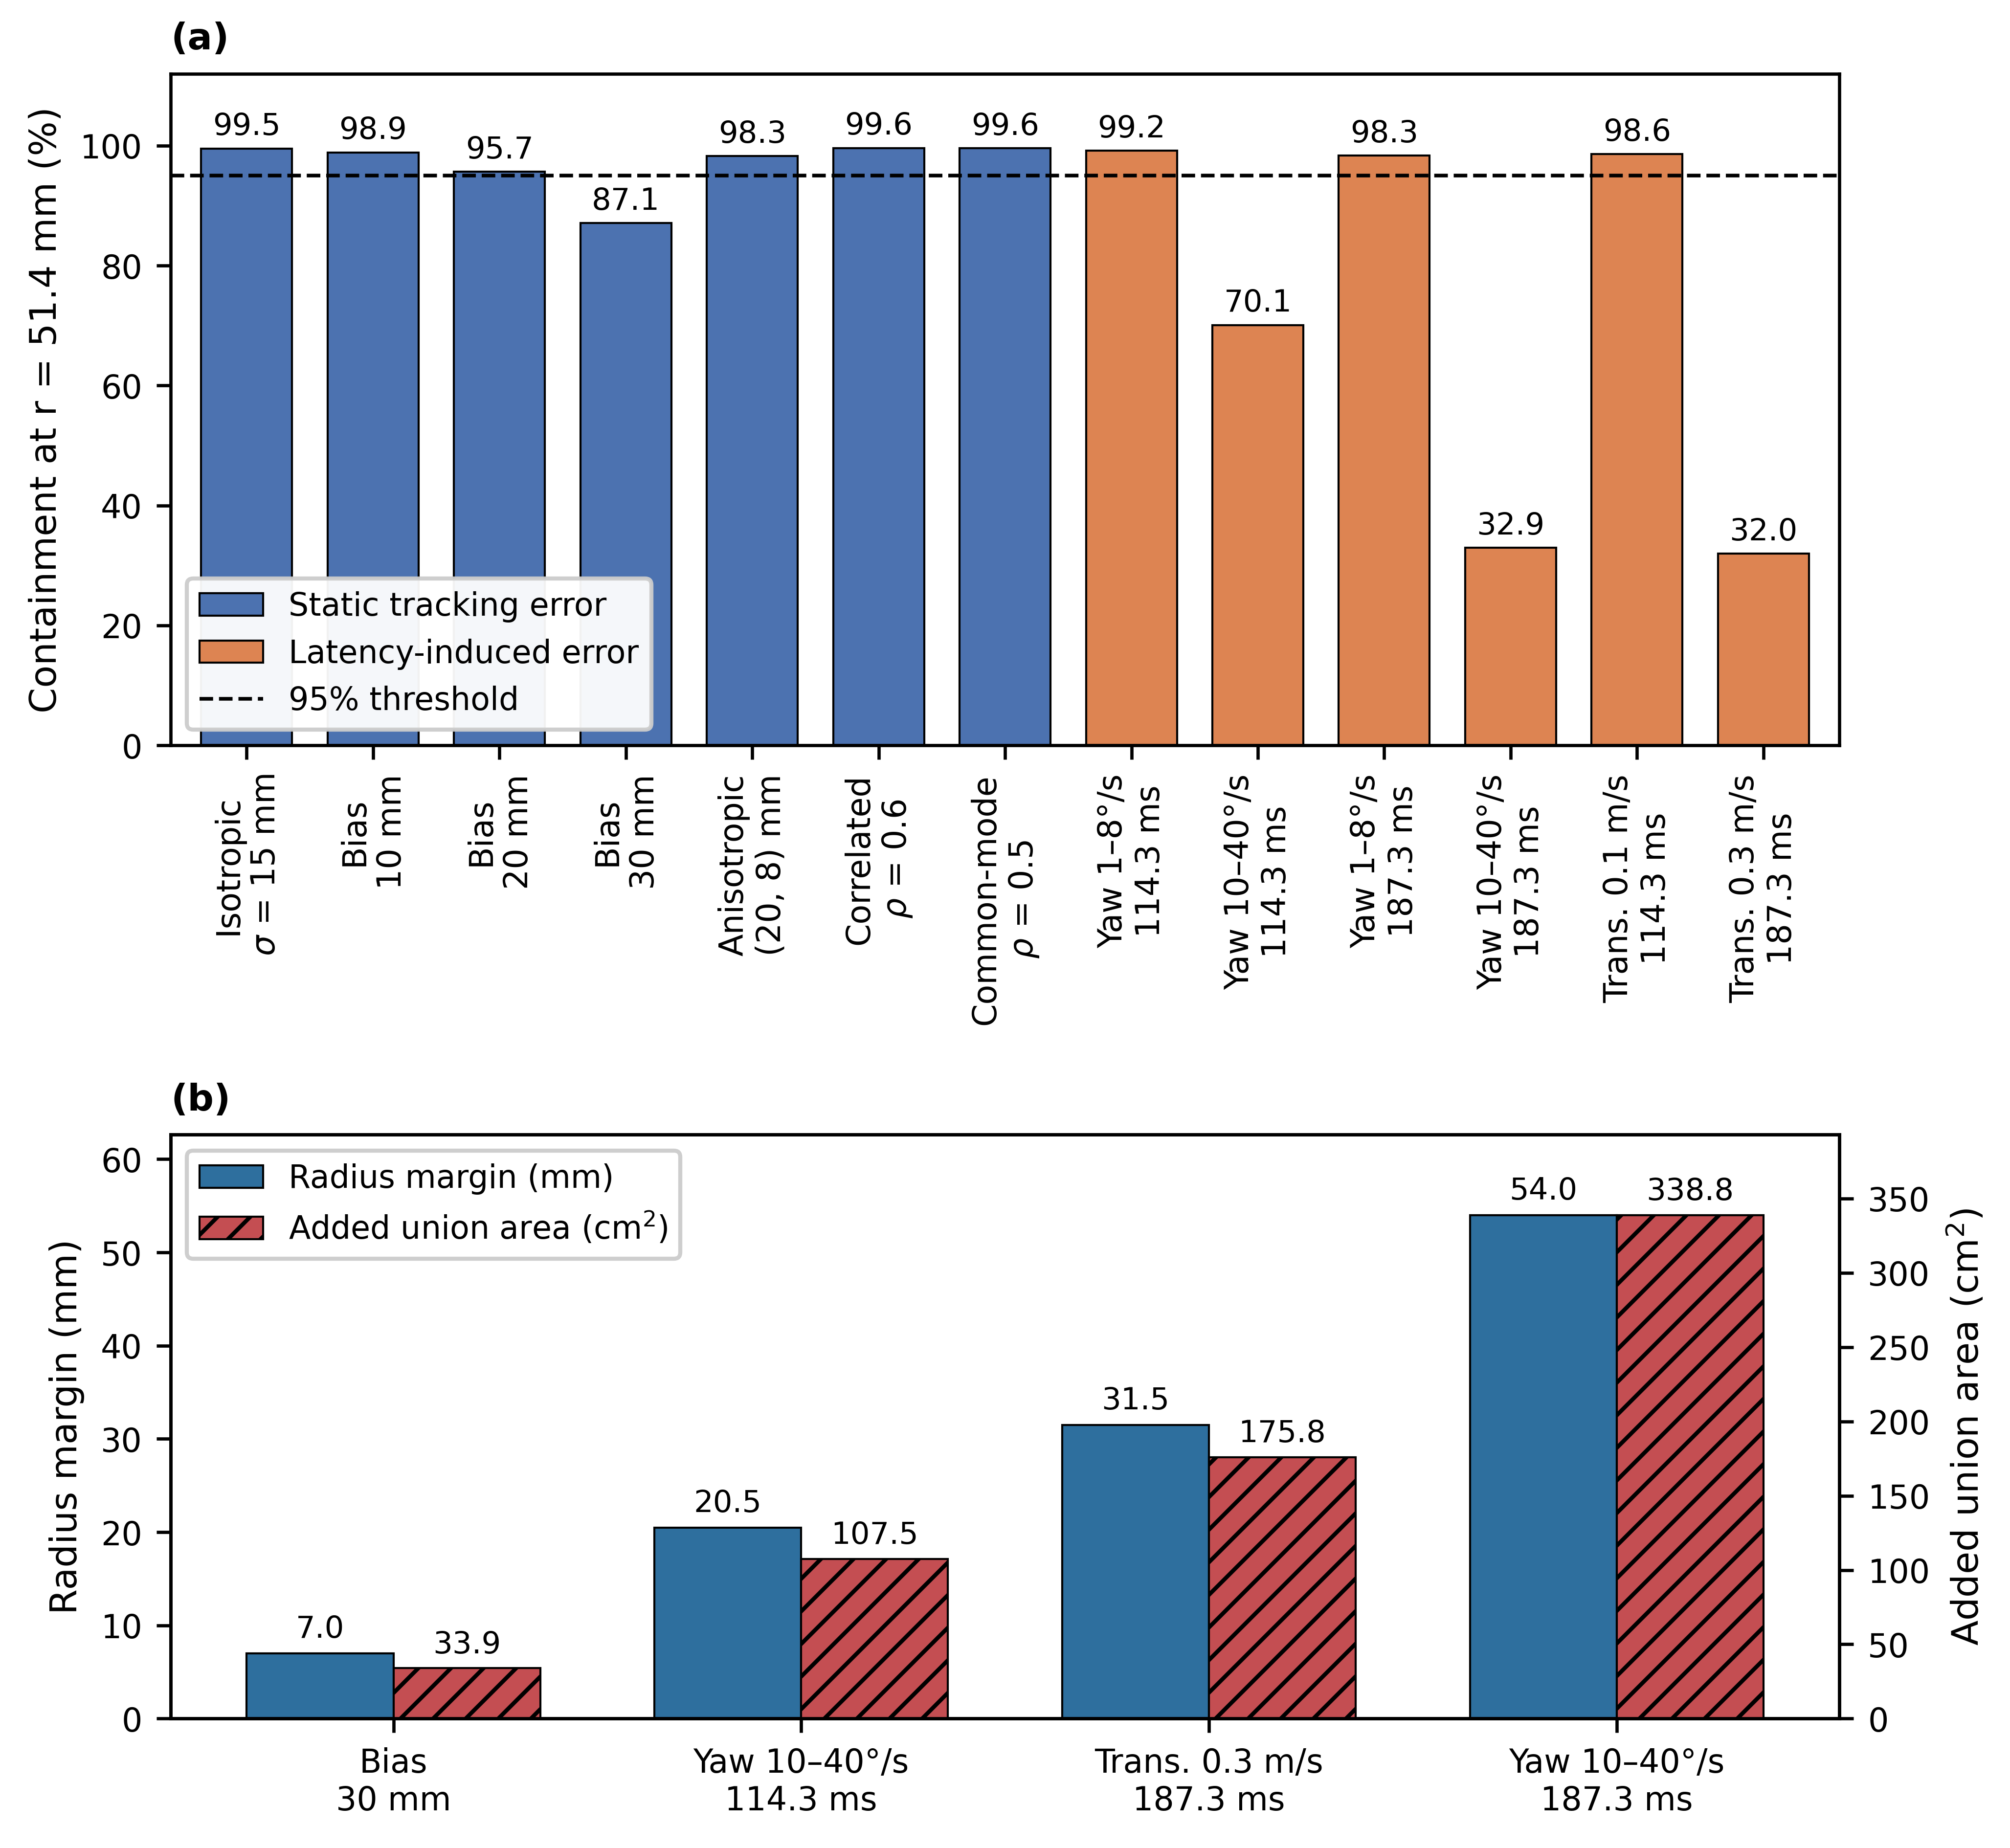 (a)
Containment at r = 51.4 mm (%)
100
80
60
40
20
0
99.5
98.9
95.7
87.1
98.3
99.6
99.6
99.2
70.1
98.3
32.9
98.6
32.0
Static tracking error
Latency-induced error
95% threshold
Isotropic
σ = 15 mm
Bias
10 mm
Bias
20 mm
Bias
30 mm
Anisotropic
(20, 8) mm
Correlated
ρ = 0.6
Common-mode
ρ = 0.5
Yaw 1–8°/s
114.3 ms
Yaw 10–40°/s
114.3 ms
Yaw 1–8°/s
187.3 ms
Yaw 10–40°/s
187.3 ms
Trans. 0.1 m/s
114.3 ms
Trans. 0.3 m/s
187.3 ms
(b)
Radius margin (mm)
60
50
40
30
20
10
0
Radius margin (mm)
Added union area (cm²)
7.0
33.9
20.5
107.5
31.5
175.8
54.0
338.8
350
300
250
200
150
100
50
0
Added union area (cm²)
Bias
30 mm
Yaw 10–40°/s
114.3 ms
Trans. 0.3 m/s
187.3 ms
Yaw 10–40°/s
187.3 ms